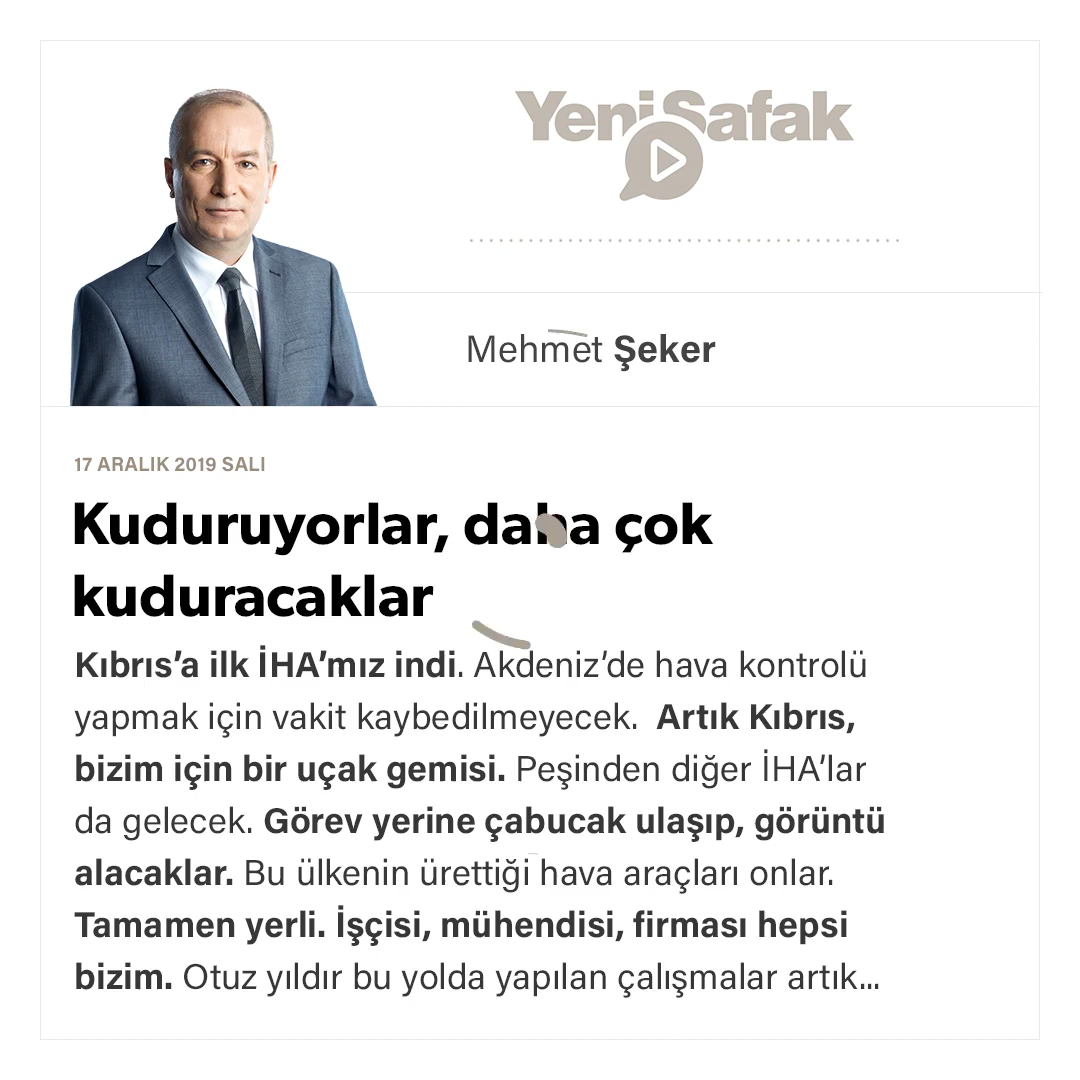 Yeni Şafak
Mehmet Şeker
17 ARALIK 2019 SALI
Kuduruyorlar, daha çok
kuduracaklar
Kıbrıs’a ilk İHA’mız indi. Akdeniz’de hava kontrolü
yapmak için vakit kaybedilmeyecek. Artık Kıbrıs,
bizim için bir uçak gemisi. Peşinden diğer İHA’lar
da gelecek. Görev yerine çabucak ulaşıp, görüntü
alacaklar. Bu ülkenin ürettiği hava araçları onlar.
Tamamen yerli. İşçisi, mühendisi, firması hepsi
bizim. Otuz yıldır bu yolda yapılan çalışmalar artık...